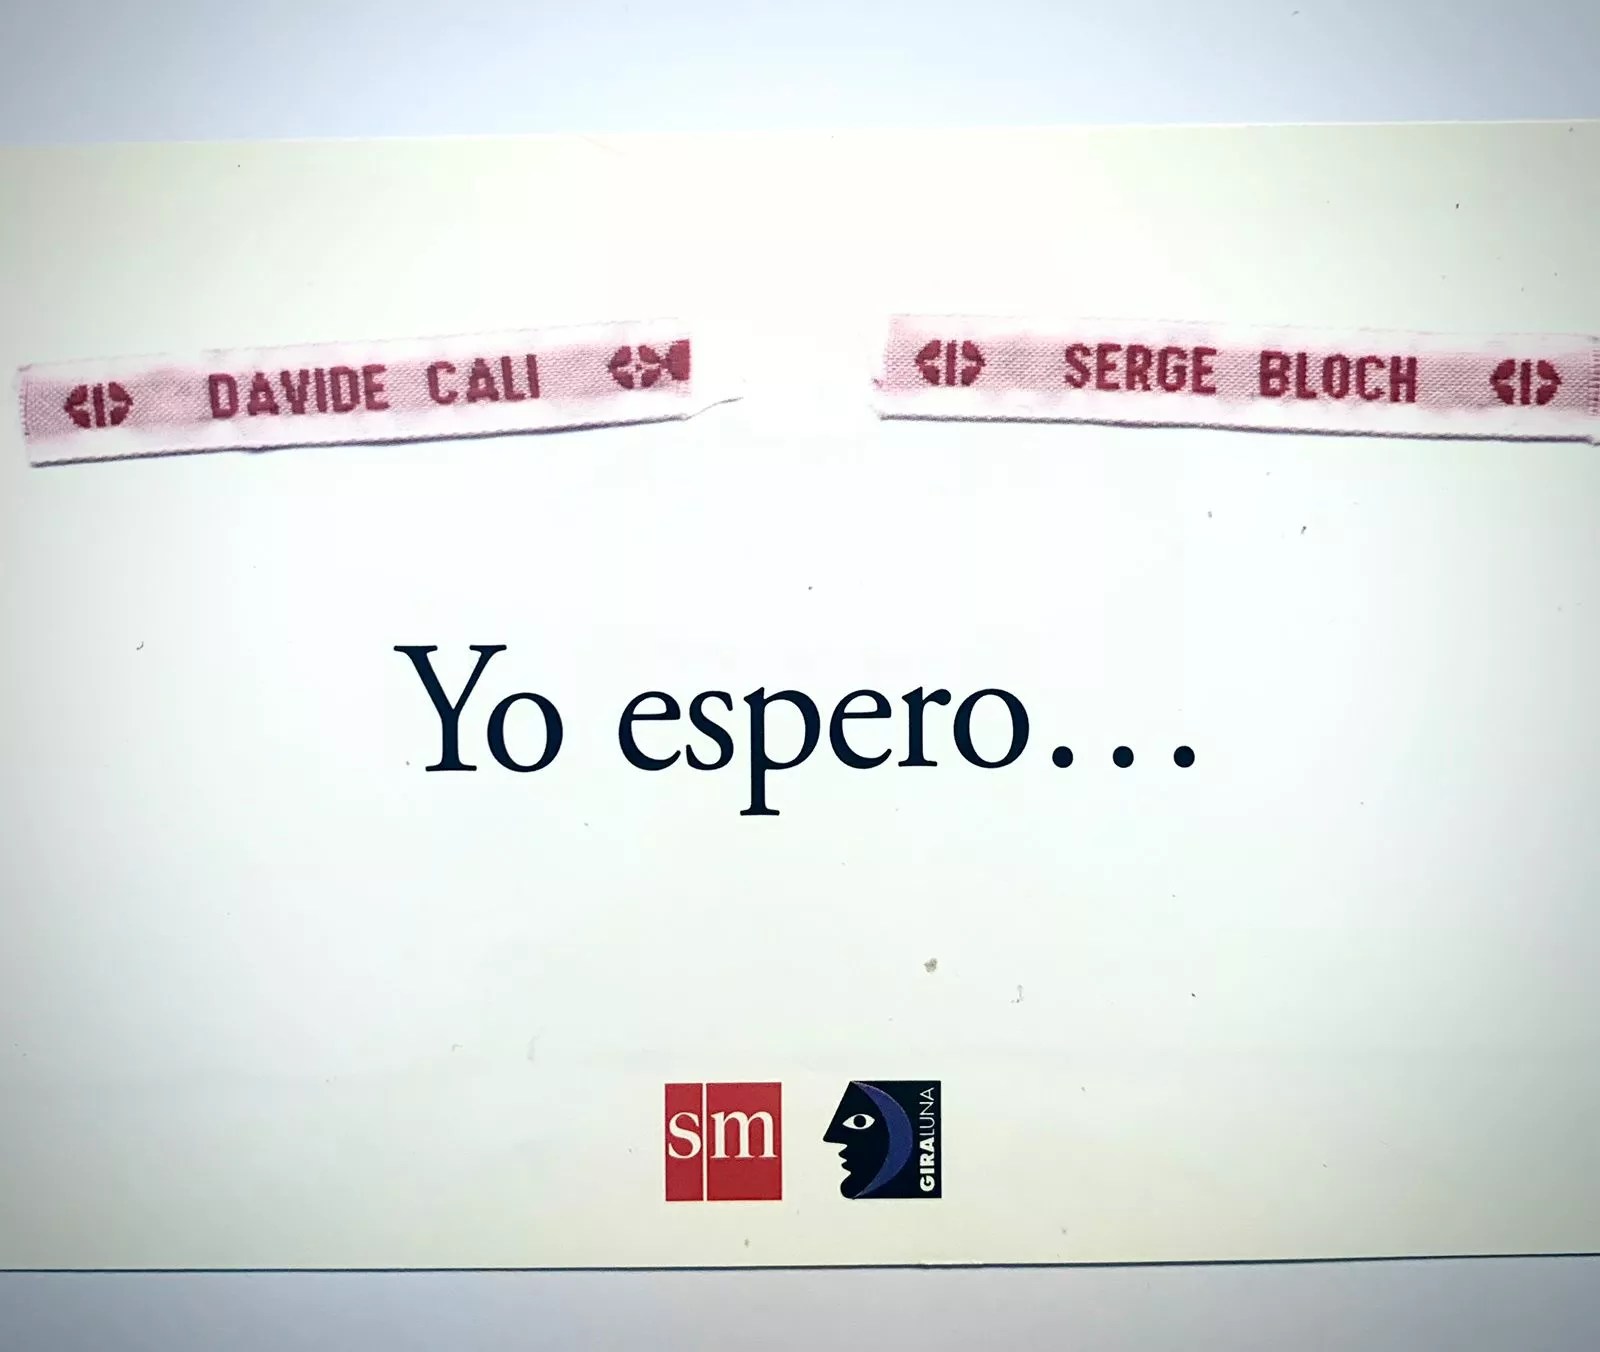 DAVIDE CALI
SERGE BLOCH
Yo espero...
sm
GIRALUNA